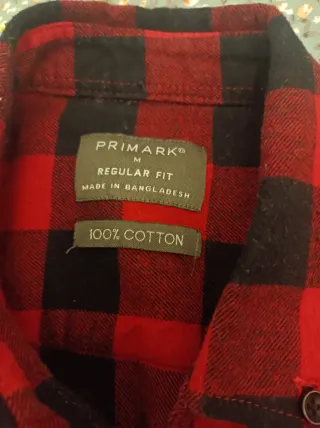 PRIMARK®
M
REGULAR FIT
MADE IN BANGLADESH
100% COTTON